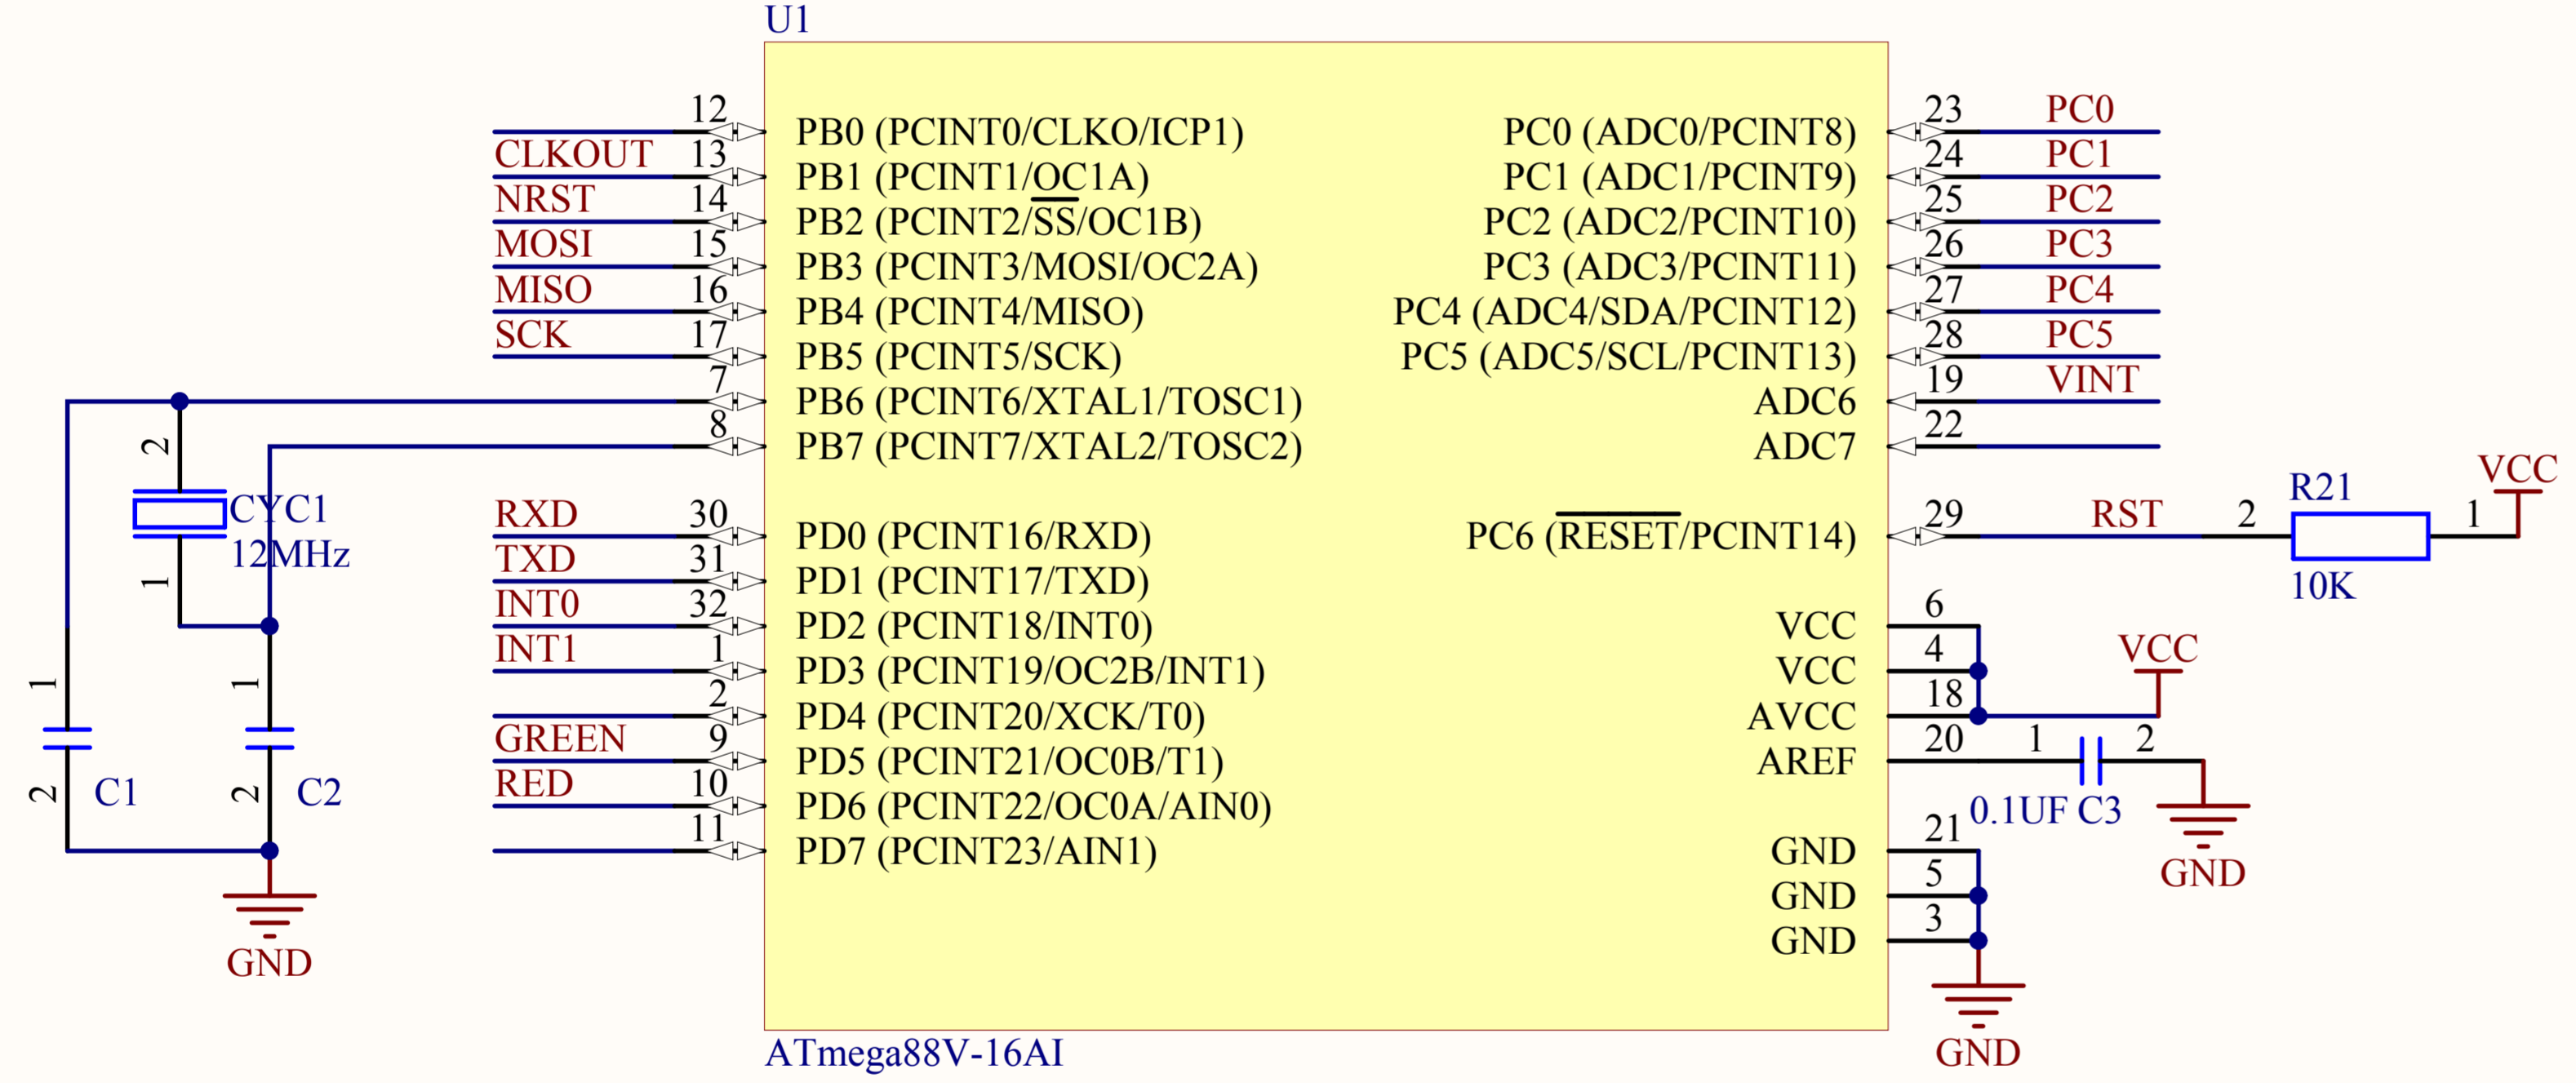 U1
12 PB0 (PCINT0/CLKO/ICP1)
CLKOUT 13 PB1 (PCINT1/OC1A)
NRST 14 PB2 (PCINT2/SS/OC1B)
MOSI 15 PB3 (PCINT3/MOSI/OC2A)
MISO 16 PB4 (PCINT4/MISO)
SCK 17 PB5 (PCINT5/SCK)
7 PB6 (PCINT6/XTAL1/TOSC1)
8 PB7 (PCINT7/XTAL2/TOSC2)
RXD 30 PD0 (PCINT16/RXD)
TXD 31 PD1 (PCINT17/TXD)
INT0 32 PD2 (PCINT18/INT0)
INT1 1 PD3 (PCINT19/OC2B/INT1)
2 PD4 (PCINT20/XCK/T0)
GREEN 9 PD5 (PCINT21/OC0B/T1)
RED 10 PD6 (PCINT22/OC0A/AIN0)
11 PD7 (PCINT23/AIN1)
2
CYC1
12MHz
1
1
2 C1
1
2 C2
GND
PC0 (ADC0/PCINT8) 23 PC0
PC1 (ADC1/PCINT9) 24 PC1
PC2 (ADC2/PCINT10) 25 PC2
PC3 (ADC3/PCINT11) 26 PC3
PC4 (ADC4/SDA/PCINT12) 27 PC4
PC5 (ADC5/SCL/PCINT13) 28 PC5
ADC6 19 VINT
ADC7 22
PC6 (RESET/PCINT14) 29 RST 2 R21 1 VCC
10K
VCC 6
VCC 4
AVCC 18 VCC
AREF 20 1 2
0.1UF C3
GND
GND 21
GND 5
GND 3
GND
ATmega88V-16AI